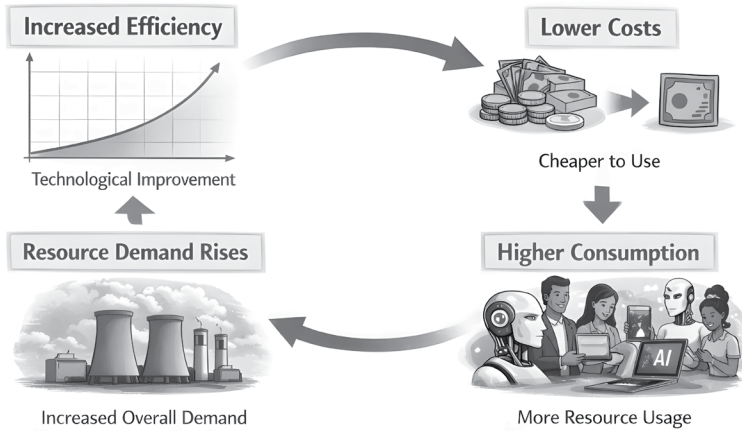 Increased Efficiency
Technological Improvement
Lower Costs
Cheaper to Use
Higher Consumption
AI
More Resource Usage
Resource Demand Rises
Increased Overall Demand